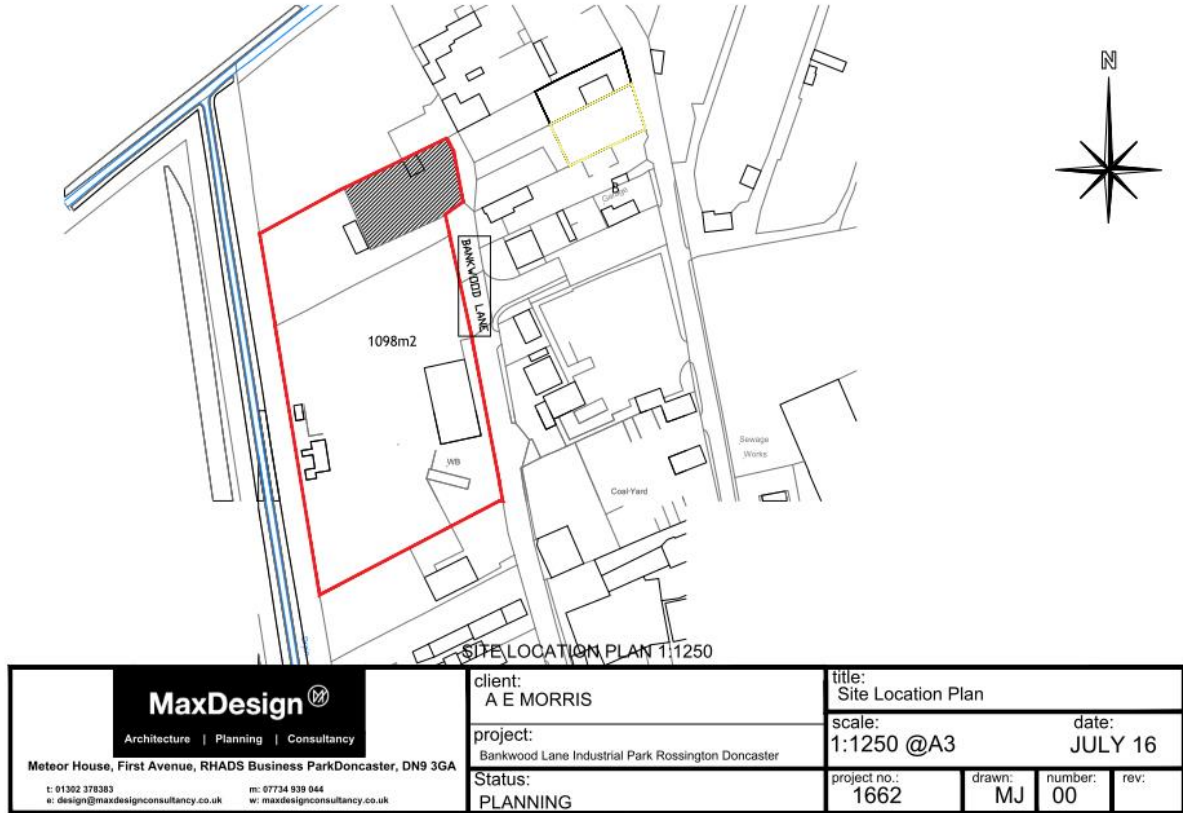 N
Garage
BANKWOOD LANE
1098m2
Sewage
Works
WB
Coal Yard
SITE LOCATION PLAN 1:1250
MaxDesign
Architecture | Planning | Consultancy
Meteor House, First Avenue, RHADS Business ParkDoncaster, DN9 3GA
t: 01302 378383 m: 07734 939 044
e: design@maxdesignconsultancy.co.uk w: maxdesignconsultancy.co.uk
client:
A E MORRIS
project:
Bankwood Lane Industrial Park Rossington Doncaster
Status:
PLANNING
title:
Site Location Plan
scale: date:
1:1250 @A3 JULY 16
project no.: drawn: number: rev:
1662 MJ 00